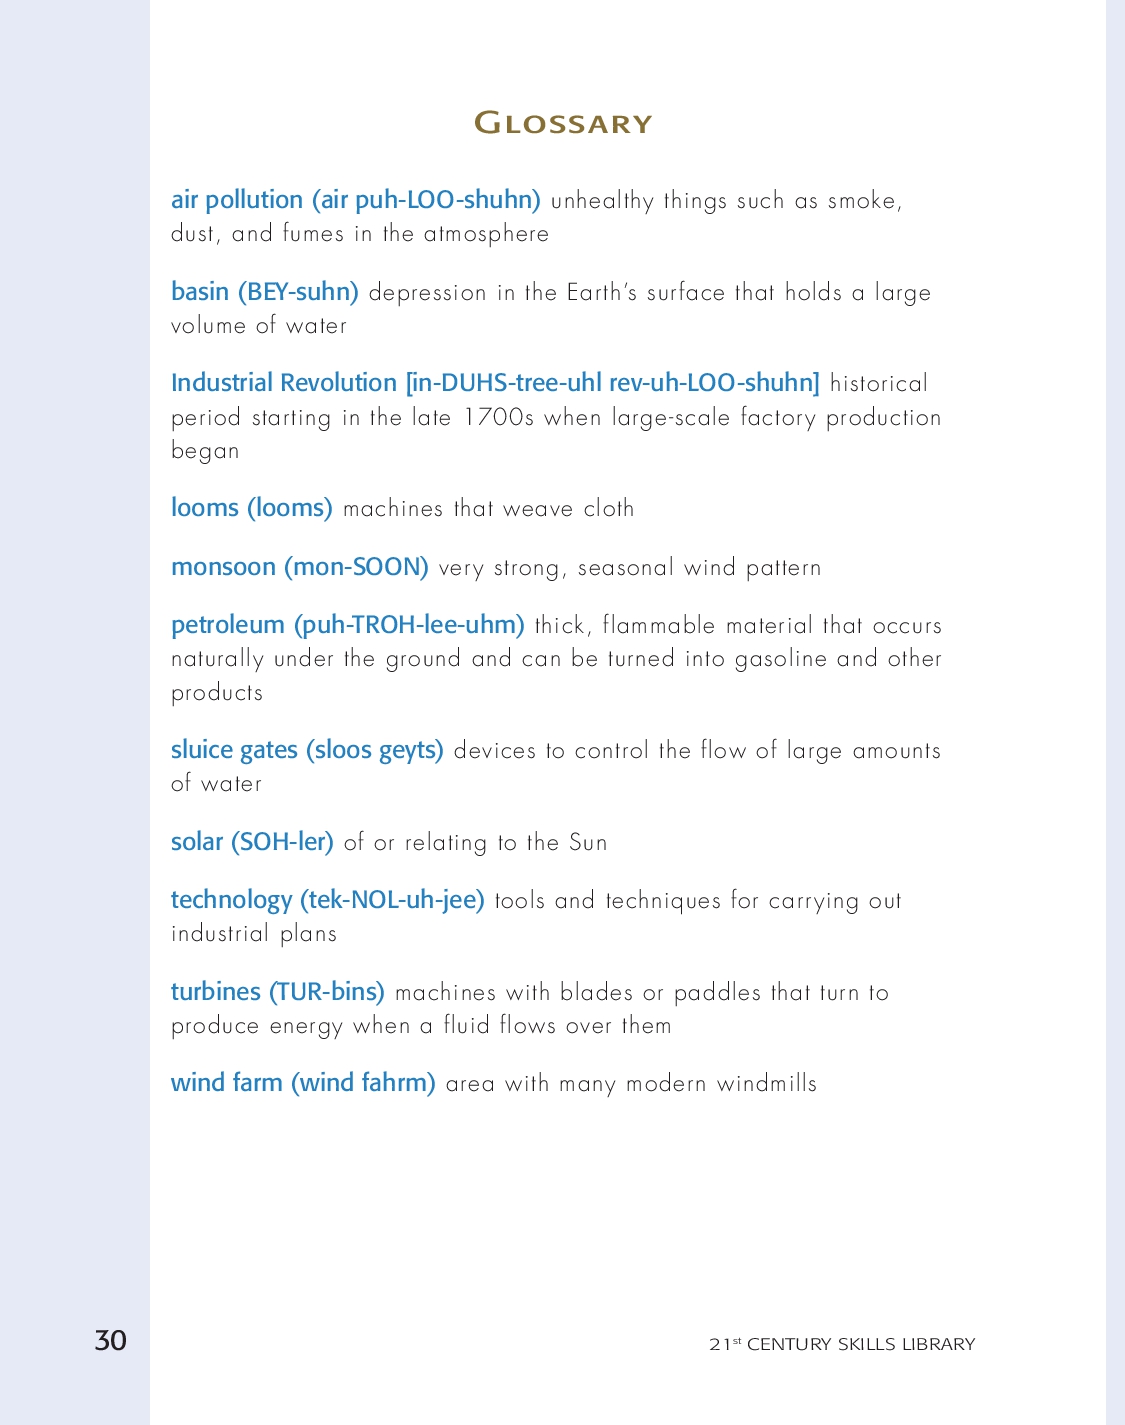 GLOSSARY
air pollution (air puh-LOO-shuhn) unhealthy things such as smoke,
dust, and fumes in the atmosphere
basin (BEY-suhn) depression in the Earth’s surface that holds a large
volume of water
Industrial Revolution [in-DUHS-tree-uhl rev-uh-LOO-shuhn] historical
period starting in the late 1700s when large-scale factory production
began
looms (looms) machines that weave cloth
monsoon (mon-SOON) very strong, seasonal wind pattern
petroleum (puh-TROH-lee-uhm) thick, flammable material that occurs
naturally under the ground and can be turned into gasoline and other
products
sluice gates (sloos geyts) devices to control the flow of large amounts
of water
solar (SOH-ler) of or relating to the Sun
technology (tek-NOL-uh-jee) tools and techniques for carrying out
industrial plans
turbines (TUR-bins) machines with blades or paddles that turn to
produce energy when a fluid flows over them
wind farm (wind fahrm) area with many modern windmills
30
21st CENTURY SKILLS LIBRARY